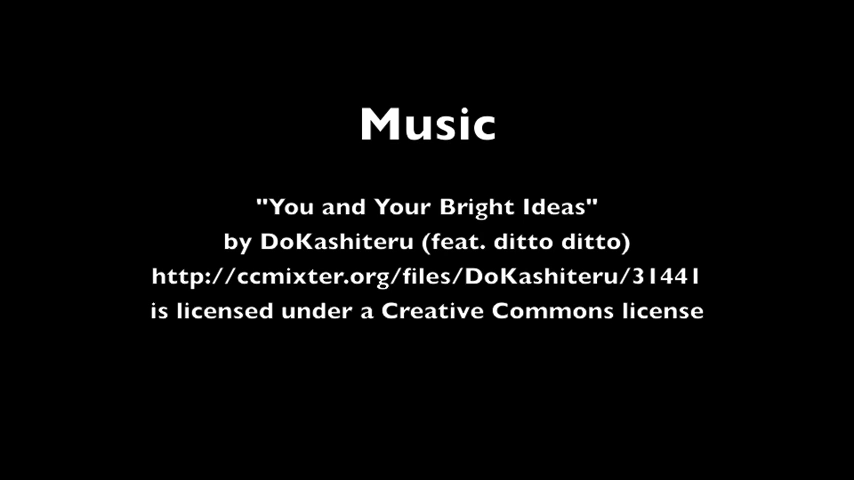 Music
"You and Your Bright Ideas"
by DoKashiteru (feat. ditto ditto)
http://ccmixter.org/files/DoKashiteru/31441
is licensed under a Creative Commons license